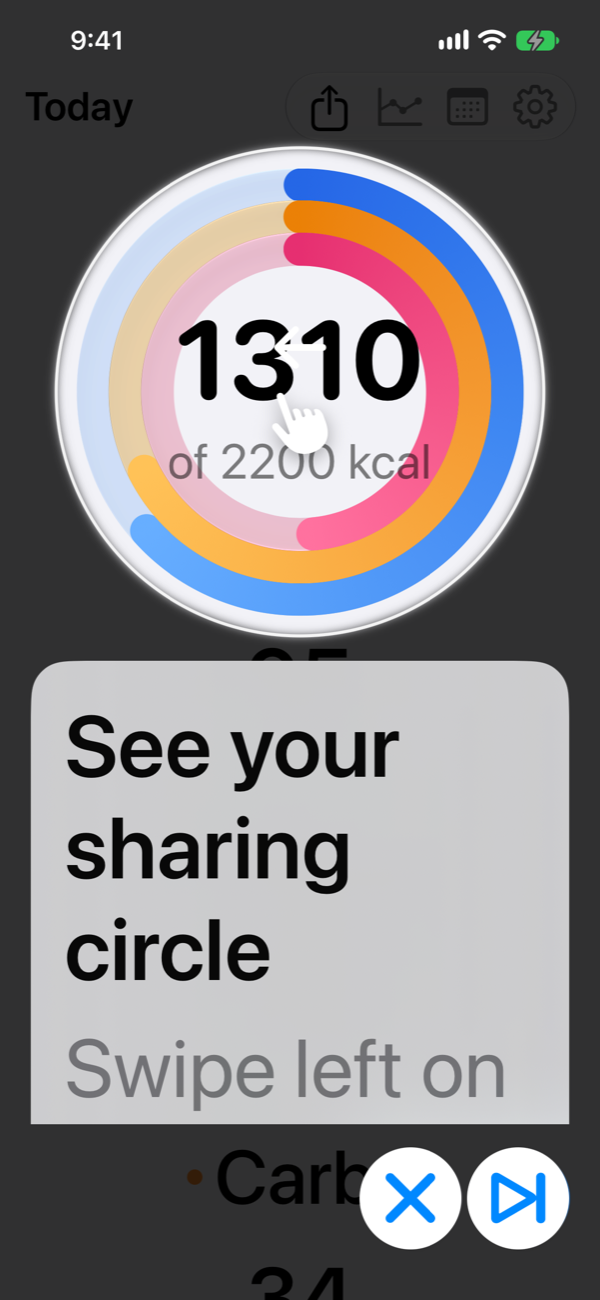 9:41
Today
1310
of 2200 kcal
See your
sharing
circle
Swipe left on
Carb
34